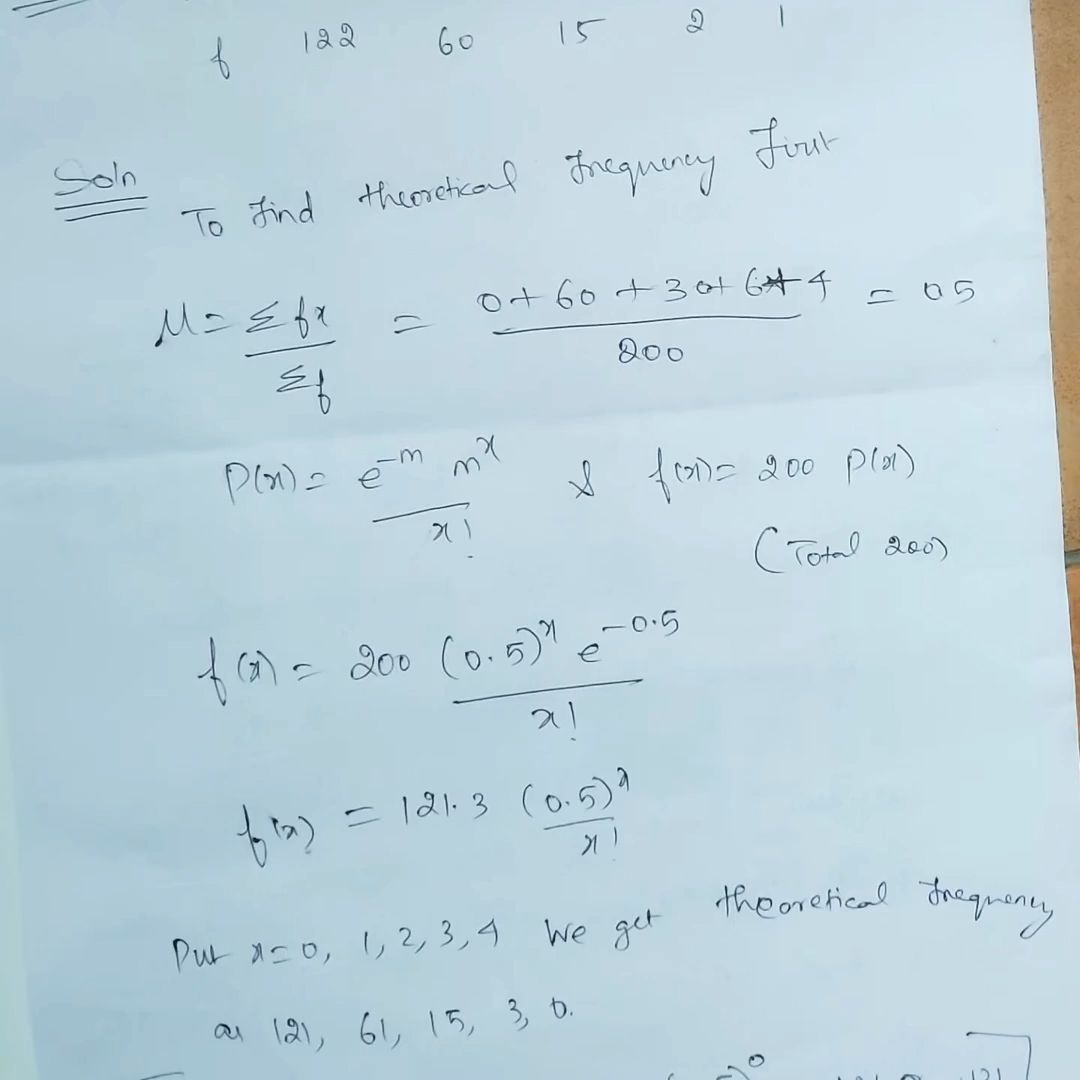 f 122 60 15 2 1
Soln
To find theoretical frequency first
M = Σfx / Σf = 0 + 60 + 30 + 6 + 4 / 200 = 05
P(x) = e^-m m^x / x! & f(x) = 200 P(x)
(Total 200)
f(x) = 200 (0.5)^x e^-0.5 / x!
f(x) = 121.3 (0.5)^x / x!
Put x = 0, 1, 2, 3, 4 we get theoretical frequency
as 121, 61, 15, 3, 0.